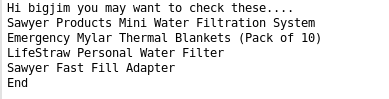 Hi bigjim you may want to check these....
Sawyer Products Mini Water Filtration System
Emergency Mylar Thermal Blankets (Pack of 10)
LifeStraw Personal Water Filter
Sawyer Fast Fill Adapter
End